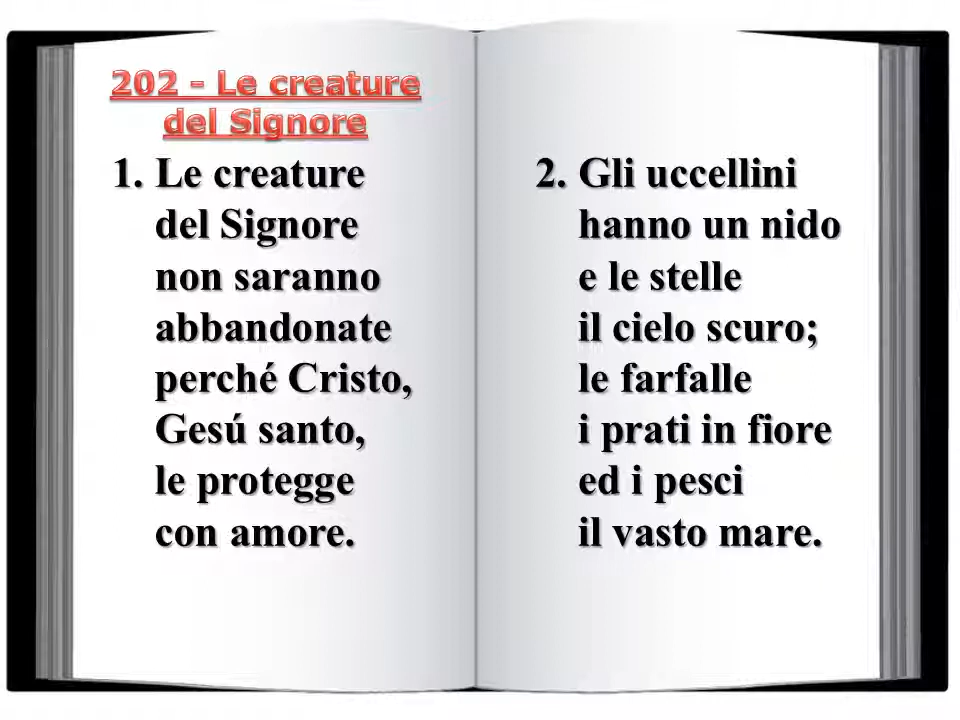 202 - Le creature
del Signore
1. Le creature
del Signore
non saranno
abbandonate
perché Cristo,
Gesú santo,
le protegge
con amore.
2. Gli uccellini
hanno un nido
e le stelle
il cielo scuro;
le farfalle
i prati in fiore
ed i pesci
il vasto mare.